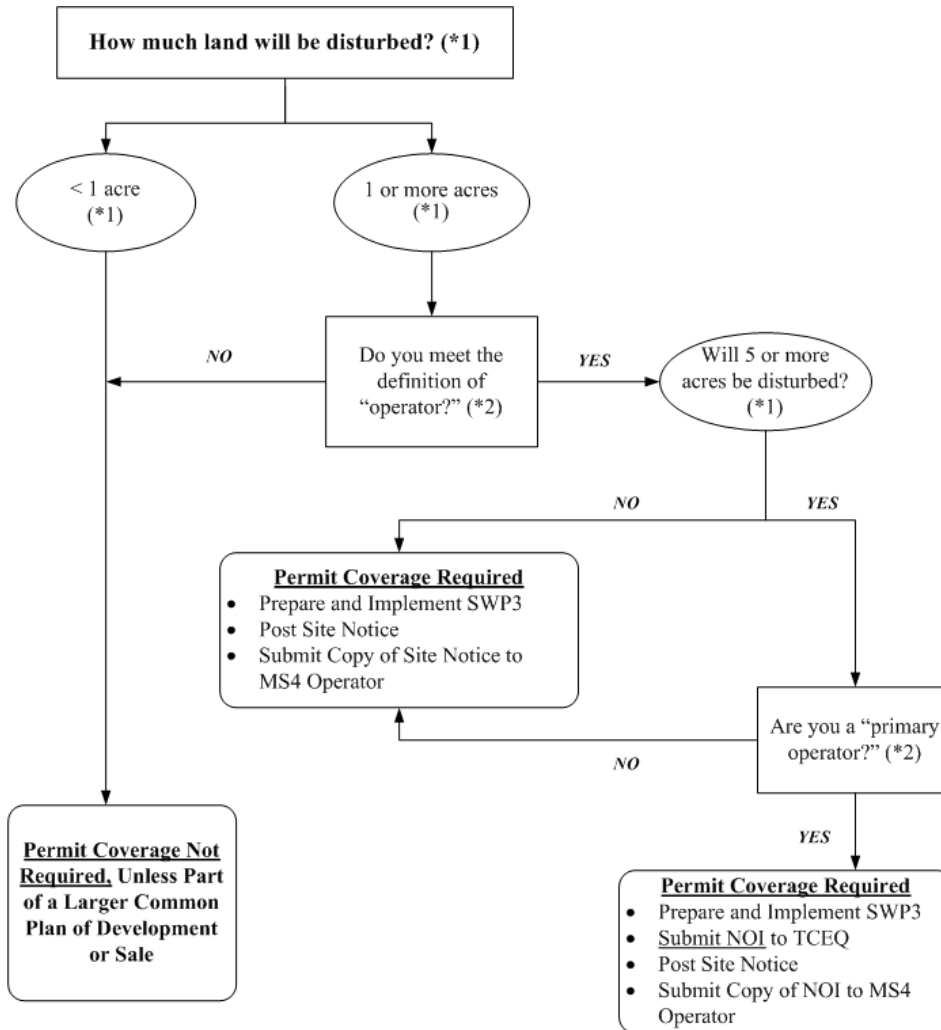 How much land will be disturbed? (*1)
< 1 acre
(*1)
1 or more acres
(*1)
NO
Do you meet the
definition of
“operator?” (*2)
YES
Will 5 or more
acres be disturbed?
(*1)
NO
YES
Permit Coverage Required
• Prepare and Implement SWP3
• Post Site Notice
• Submit Copy of Site Notice to
MS4 Operator
Are you a “primary
operator?” (*2)
NO
YES
Permit Coverage Not
Required, Unless Part
of a Larger Common
Plan of Development
or Sale
Permit Coverage Required
• Prepare and Implement SWP3
• Submit NOI to TCEQ
• Post Site Notice
• Submit Copy of NOI to MS4
Operator